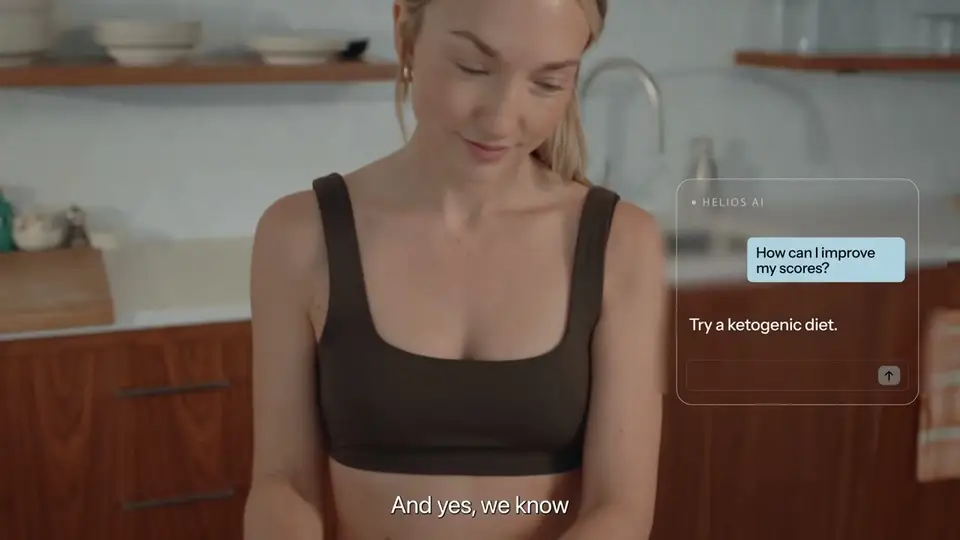 HELIOS AI
How can I improve
my scores?
Try a ketogenic diet.
And yes, we know